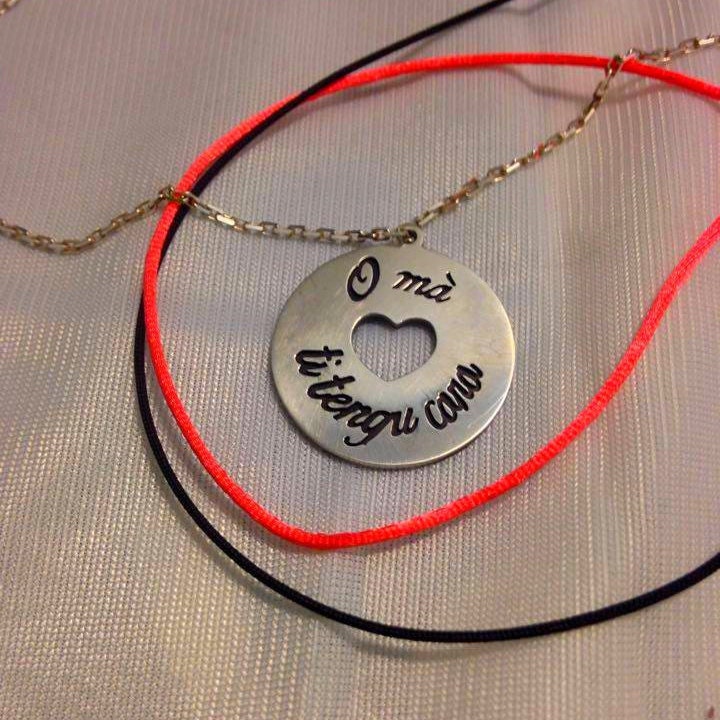 O mà
ti tengu cara